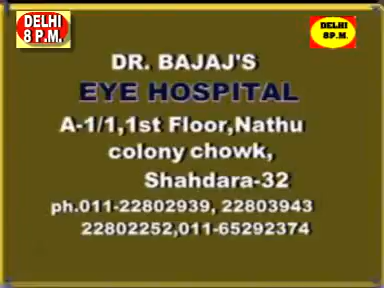 DELHI
8 P.M.
DELHI
8P.M.
DR. BAJAJ'S
EYE HOSPITAL
A-1/1,1st Floor,Nathu
colony chowk,
Shahdara-32
ph.011-22802939, 22803943
22802252,011-65292374